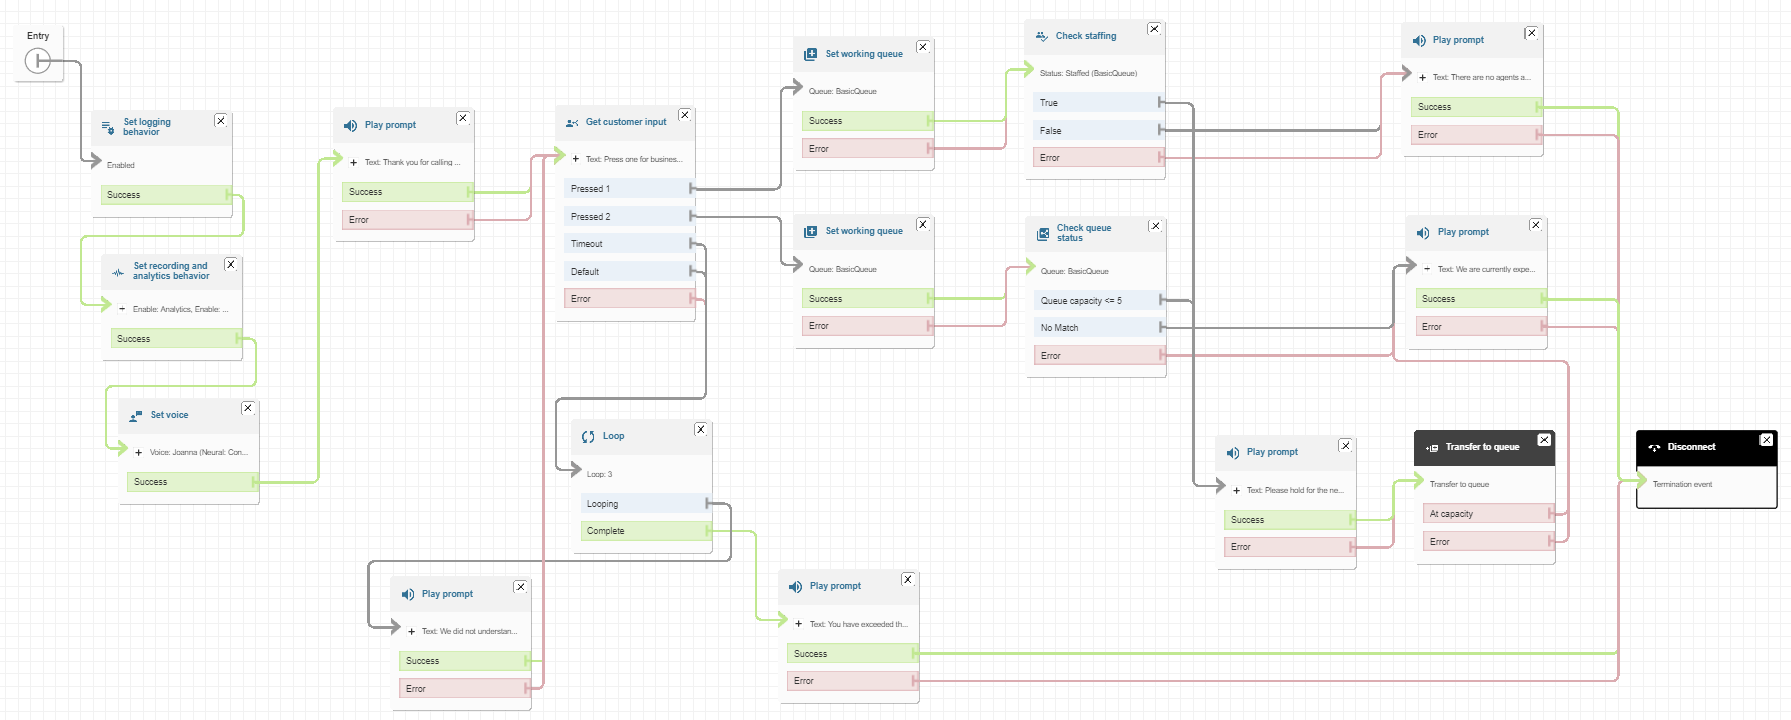 Entry
Set logging
behavior
Enabled
Success
Set recording and
analytics behavior
Enable: Analytics, Enable: ...
Success
Set voice
Voice: Joanna (Neural: Con...
Success
Play prompt
Text: Thank you for calling ...
Success
Error
Get customer input
Text: Press one for busines...
Pressed 1
Pressed 2
Timeout
Default
Error
Loop
Loop: 3
Looping
Complete
Play prompt
Text: We did not understan...
Success
Error
Set working queue
Queue: BasicQueue
Success
Error
Set working queue
Queue: BasicQueue
Success
Error
Play prompt
Text: You have exceeded th...
Success
Error
Check staffing
Status: Staffed (BasicQueue)
True
False
Error
Check queue
status
Queue: BasicQueue
Queue capacity <= 5
No Match
Error
Play prompt
Text: Please hold for the ne...
Success
Error
Play prompt
Text: There are no agents a...
Success
Error
Play prompt
Text: We are currently expe...
Success
Error
Transfer to queue
Transfer to queue
At capacity
Error
Disconnect
Termination event